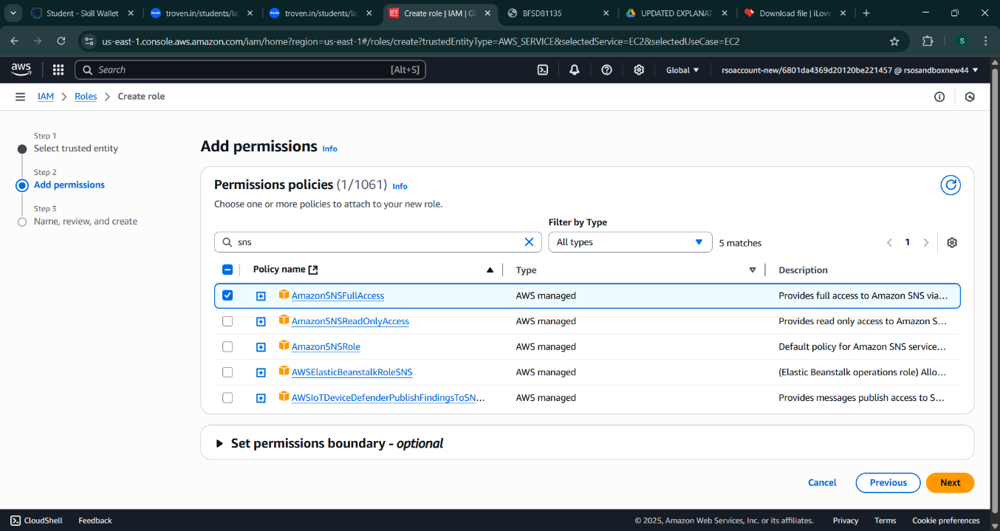 Student - Skill Wallet
troven.in/students/la
troven.in/students/la
Create role | IAM | Gl
BFSD81135
UPDATED EXPLANAT
Download file | iLove
us-east-1.console.aws.amazon.com/iam/home?region=us-east-1#/roles/create?trustedEntityType=AWS_SERVICE&selectedService=EC2&selectedUseCase=EC2
S
aws
Search [Alt+S]
Global
rsoaccount-new/6801da4369d20120be221457 @ rsosandboxnew44
IAM > Roles > Create role
Step 1
Select trusted entity
Step 2
Add permissions
Step 3
Name, review, and create
Add permissions Info
Permissions policies (1/1061) Info
Choose one or more policies to attach to your new role.
Filter by Type
sns
All types
5 matches
1
Policy name Type Description
AmazonSNSFullAccess AWS managed Provides full access to Amazon SNS via...
AmazonSNSReadOnlyAccess AWS managed Provides read only access to Amazon S...
AmazonSNSRole AWS managed Default policy for Amazon SNS service...
AWSElasticBeanstalkRoleSNS AWS managed (Elastic Beanstalk operations role) Allo...
AWSIoTDeviceDefenderPublishFindingsToSN... AWS managed Provides messages publish access to S...
Set permissions boundary - optional
Cancel Previous Next
CloudShell Feedback © 2025, Amazon Web Services, Inc. or its affiliates. Privacy Terms Cookie preferences